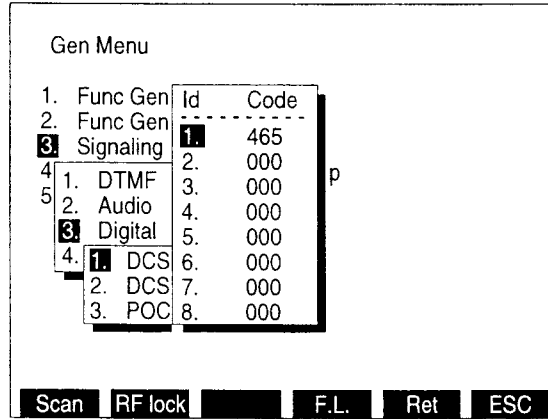 Gen Menu
1. Func Gen
2. Func Gen
3. Signaling
4
5
p
1. DTMF
2. Audio
3. Digital
4.
1. DCS
2. DCS
3. POC
Id Code
1. 465
2. 000
3. 000
4. 000
5. 000
6. 000
7. 000
8. 000
Scan RF lock F.L. Ret ESC